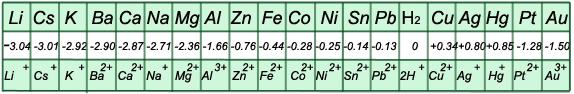 Li Cs K Ba Ca Na Mg Al Zn Fe Co Ni Sn Pb H₂ Cu Ag Hg Pt Au
−3.04 -3.01 -2.92 -2.90 -2.87 -2.71 -2.36 -1.66 -0.76 -0.44 -0.28 -0.25 -0.14 -0.13 0 +0.34 +0.80 +0.85 -1.28 -1.50
Li⁺ Cs⁺ K⁺ Ba²⁺ Ca²⁺ Na⁺ Mg²⁺ Al³⁺ Zn²⁺ Fe²⁺ Co²⁺ Ni²⁺ Sn²⁺ Pb²⁺ 2H⁺ Cu²⁺ Ag⁺ Hg⁺ Pt²⁺ Au³⁺